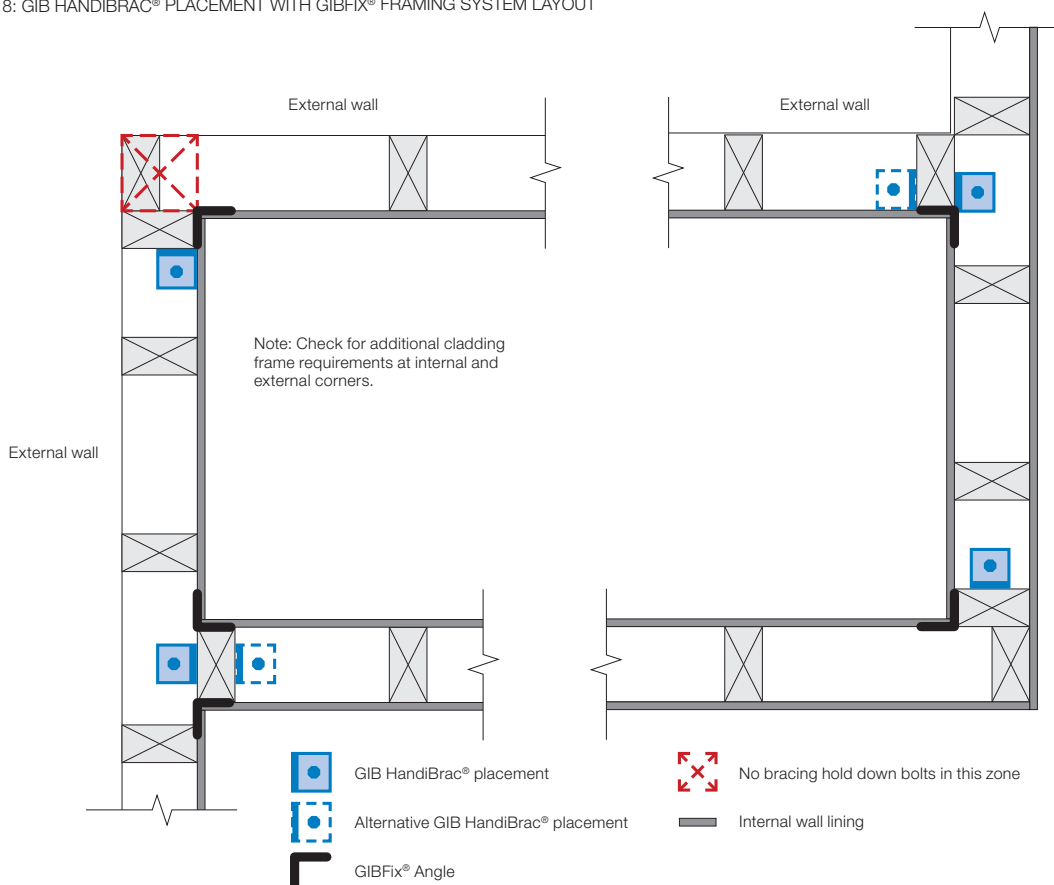 8: GIB HANDIBRAC® PLACEMENT WITH GIBFIX® FRAMING SYSTEM LAYOUT
External wall
External wall
Note: Check for additional cladding
frame requirements at internal and
external corners.
External wall
GIB HandiBrac® placement
No bracing hold down bolts in this zone
Alternative GIB HandiBrac® placement
Internal wall lining
GIBFix® Angle